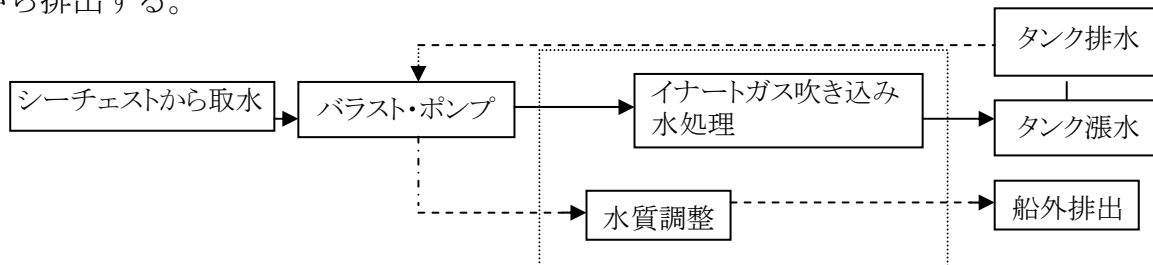 ら排出する。
タンク排水
シーチェストから取水
バラスト・ポンプ
イナートガス吹き込み
水処理
タンク漲水
水質調整
船外排出